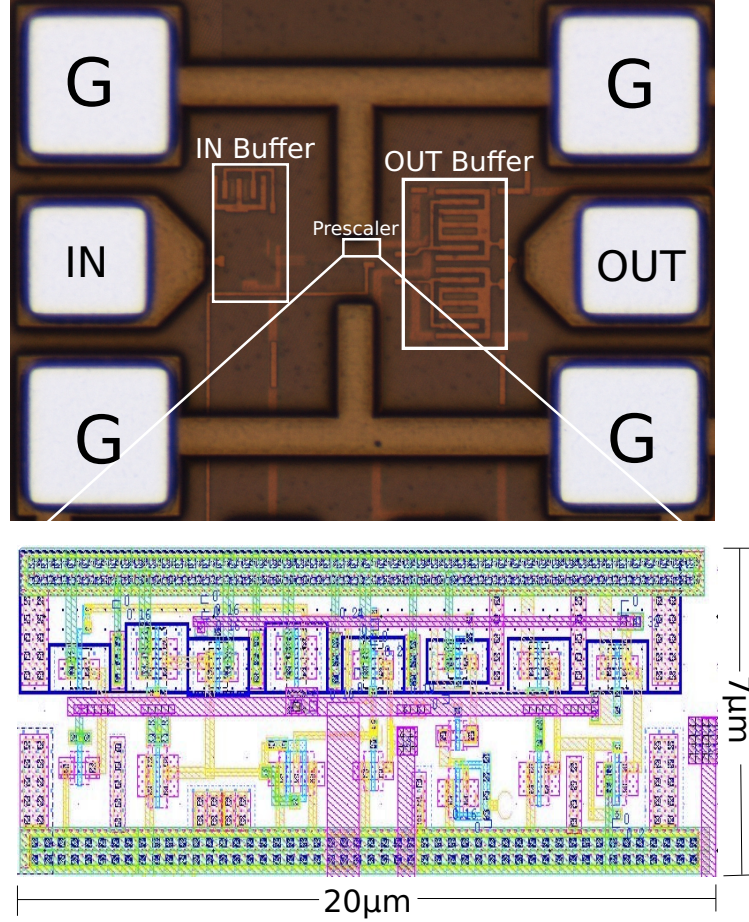 G G
IN Buffer
OUT Buffer
Prescaler
IN OUT
G G
7μm
20μm